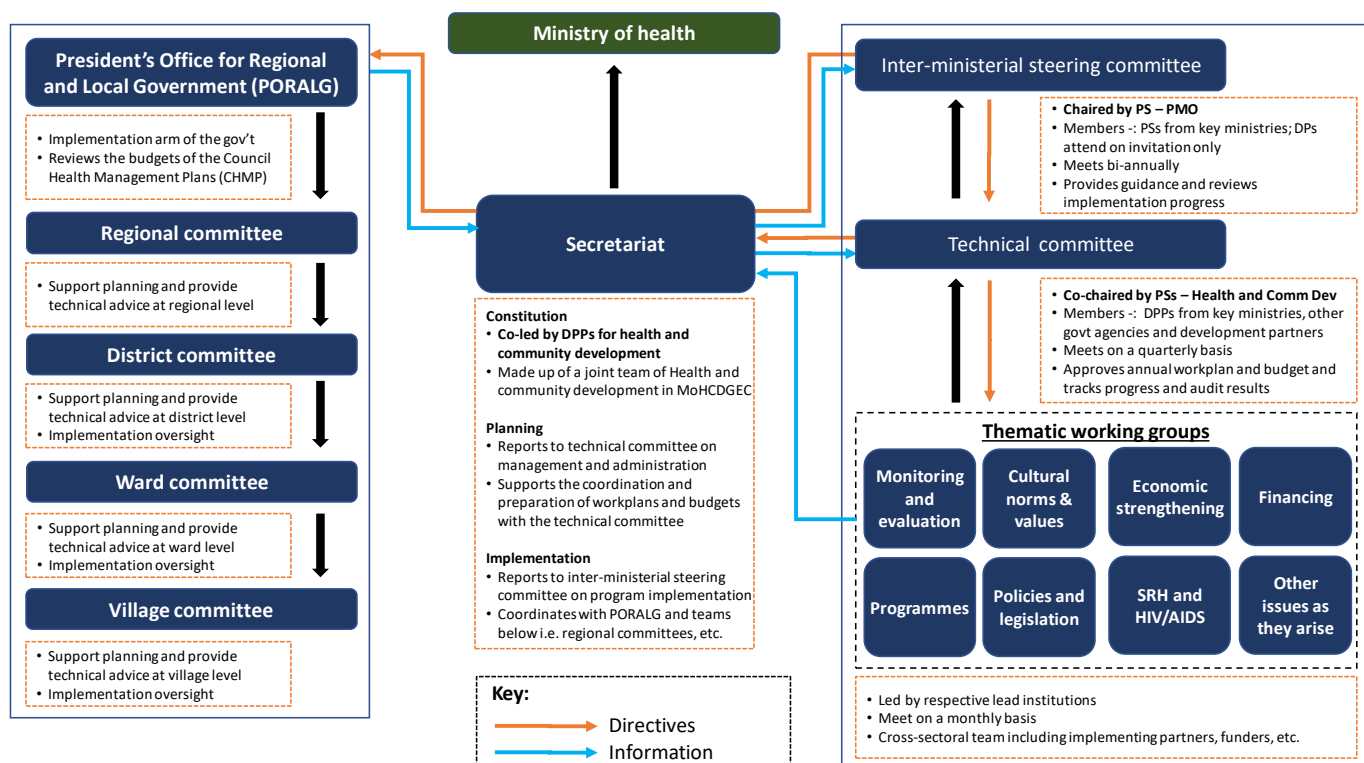 Ministry of health
President's Office for Regional
and Local Government (PORALG)
• Implementation arm of the gov't
• Reviews the budgets of the Council
Health Management Plans (CHMP)
Regional committee
• Support planning and provide
technical advice at regional level
District committee
• Support planning and provide
technical advice at district level
• Implementation oversight
Ward committee
• Support planning and provide
technical advice at ward level
• Implementation oversight
Village committee
• Support planning and provide
technical advice at village level
• Implementation oversight
Secretariat
Constitution
• Co-led by DPPs for health and
community development
• Made up of a joint team of Health and
community development in MoHCDGEC
Planning
• Reports to technical committee on
management and administration
• Supports the coordination and
preparation of workplans and budgets
with the technical committee
Implementation
• Reports to inter-ministerial steering
committee on program implementation
• Coordinates with PORALG and teams
below i.e. regional committees, etc.
Key:
Directives
Information
Inter-ministerial steering committee
• Chaired by PS – PMO
• Members -: PSs from key ministries; DPs
attend on invitation only
• Meets bi-annually
• Provides guidance and reviews
implementation progress
Technical committee
• Co-chaired by PSs – Health and Comm Dev
• Members -: DPPs from key ministries, other
govt agencies and development partners
• Meets on a quarterly basis
• Approves annual workplan and budget and
tracks progress and audit results
Thematic working groups
Monitoring
and
evaluation
Cultural
norms &
values
Economic
strengthening
Financing
Programmes
Policies and
legislation
SRH and
HIV/AIDS
Other
issues as
they arise
• Led by respective lead institutions
• Meet on a monthly basis
• Cross-sectoral team including implementing partners, funders, etc.